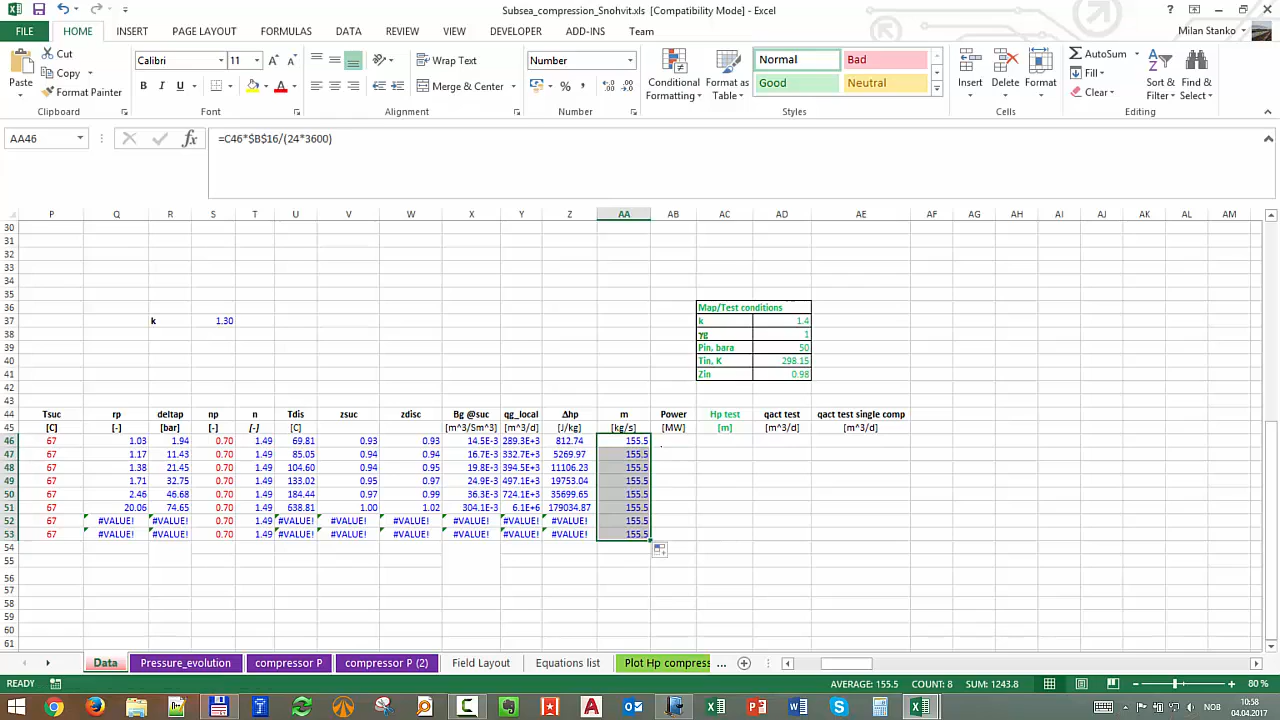 Subsea_compression_Snohvit.xls [Compatibility Mode] - Excel
FILE HOME INSERT PAGE LAYOUT FORMULAS DATA REVIEW VIEW DEVELOPER ADD-INS Team Milan Stanko
Paste Cut Copy Format Painter Clipboard
Calibri 11 B I U A Font
Wrap Text Merge & Center Alignment
Number % , Number
Conditional Formatting Format as Table Normal Bad Good Neutral Styles
Insert Delete Format Cells
AutoSum Fill Clear Sort & Filter Find & Select Editing
AA46 fx =C46*$B$16/(24*3600)
P Q R S T U V W X Y Z AA AB AC AD AE AF AG AH AI AJ AK AL AM
30
31
32
33
34
35
36 Map/Test conditions
37 k 1.30 k 1.4
38 γg 1
39 Pin, bara 50
40 Tin, K 298.15
41 Zin 0.98
42
43
44 Tsuc rp deltap np n Tdis zsuc zdisc Bg @suc qg_local Δhp m Power Hp test qact test qact test single comp
45 [C] [-] [bar] [-] [-] [C] [m^3/Sm^3] [m^3/d] [J/kg] [kg/s] [MW] [m] [m^3/d] [m^3/d]
46 67 1.03 1.94 0.70 1.49 69.81 0.93 0.93 14.5E-3 289.3E+3 812.74 155.5
47 67 1.17 11.43 0.70 1.49 85.05 0.94 0.94 16.7E-3 332.7E+3 5269.97 155.5
48 67 1.38 21.45 0.70 1.49 104.60 0.94 0.95 19.8E-3 394.5E+3 11106.23 155.5
49 67 1.71 32.75 0.70 1.49 133.02 0.95 0.97 24.9E-3 497.1E+3 19753.04 155.5
50 67 2.46 46.68 0.70 1.49 184.44 0.97 0.99 36.3E-3 724.1E+3 35699.65 155.5
51 67 20.06 74.65 0.70 1.49 638.81 1.00 1.02 304.1E-3 6.1E+6 179034.87 155.5
52 67 #VALUE! #VALUE! 0.70 1.49 #VALUE! #VALUE! #VALUE! #VALUE! #VALUE! #VALUE! 155.5
53 67 #VALUE! #VALUE! 0.70 1.49 #VALUE! #VALUE! #VALUE! #VALUE! #VALUE! #VALUE! 155.5
54
55
56
57
58
59
60
61
Data Pressure_evolution compressor P compressor P (2) Field Layout Equations list Plot Hp compress ...
READY AVERAGE: 155.5 COUNT: 8 SUM: 1243.8 80 %
NOB 10:58
04.04.2017